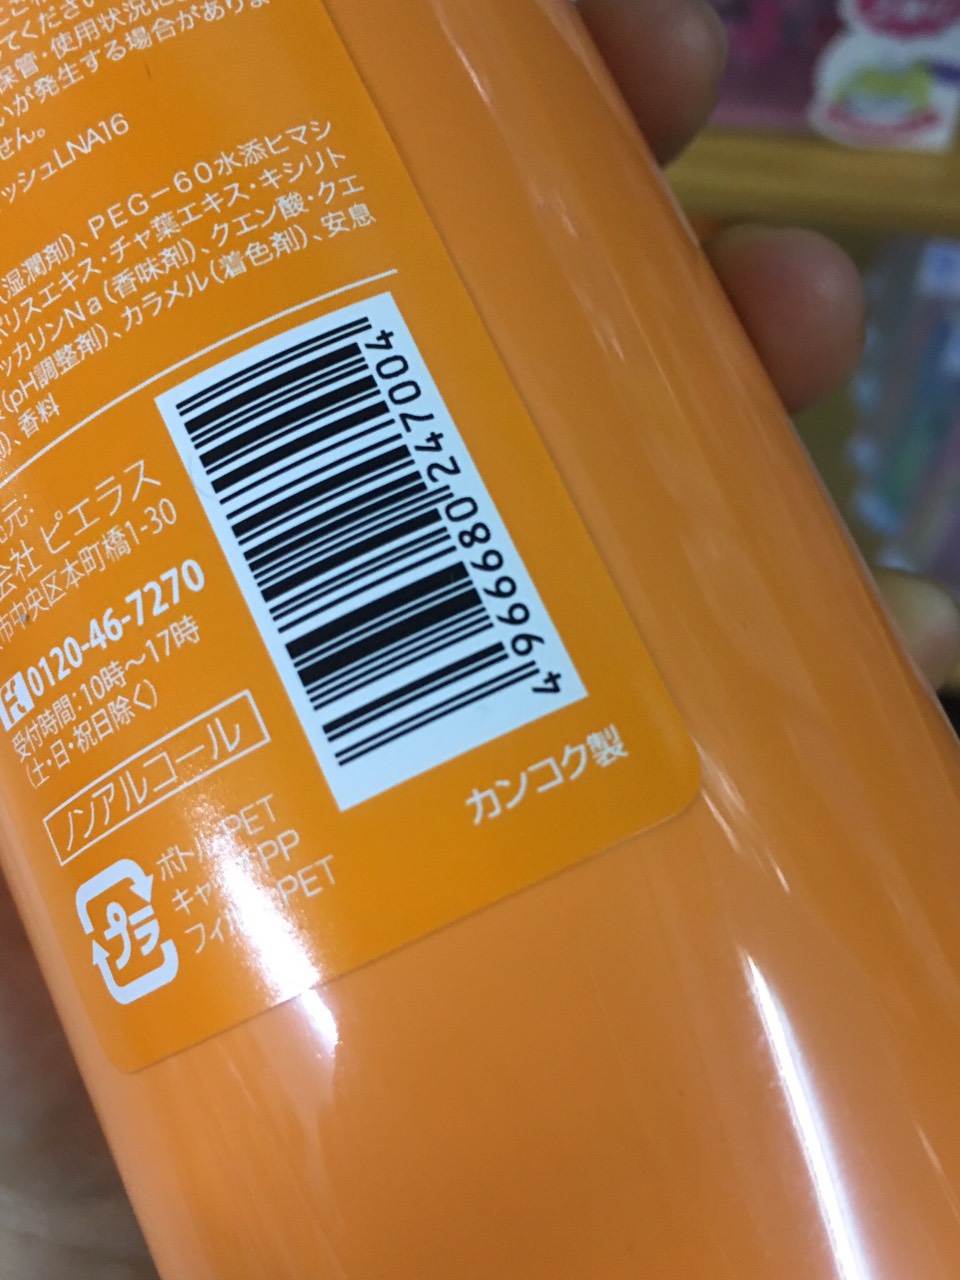 てください
保管・使用状況に
いが発生する場合がありま
せん。
ッシュLNA16
(湿潤剤)、PEG－60水添ヒマシ
リスエキス・チャ葉エキス・キシリト
ッカリンNa(香味剤)、クエン酸・クエ
(pH調整剤)、カラメル(着色剤)、安息
、香料
元:
会社 ピエラス
市中央区本町橋1-30
0120-46-7270
受付時間:10時～17時
(土・日・祝日除く)
ノンアルコール
プラ
ボトル:PET
PP
PET
4966680247004
カンコク製